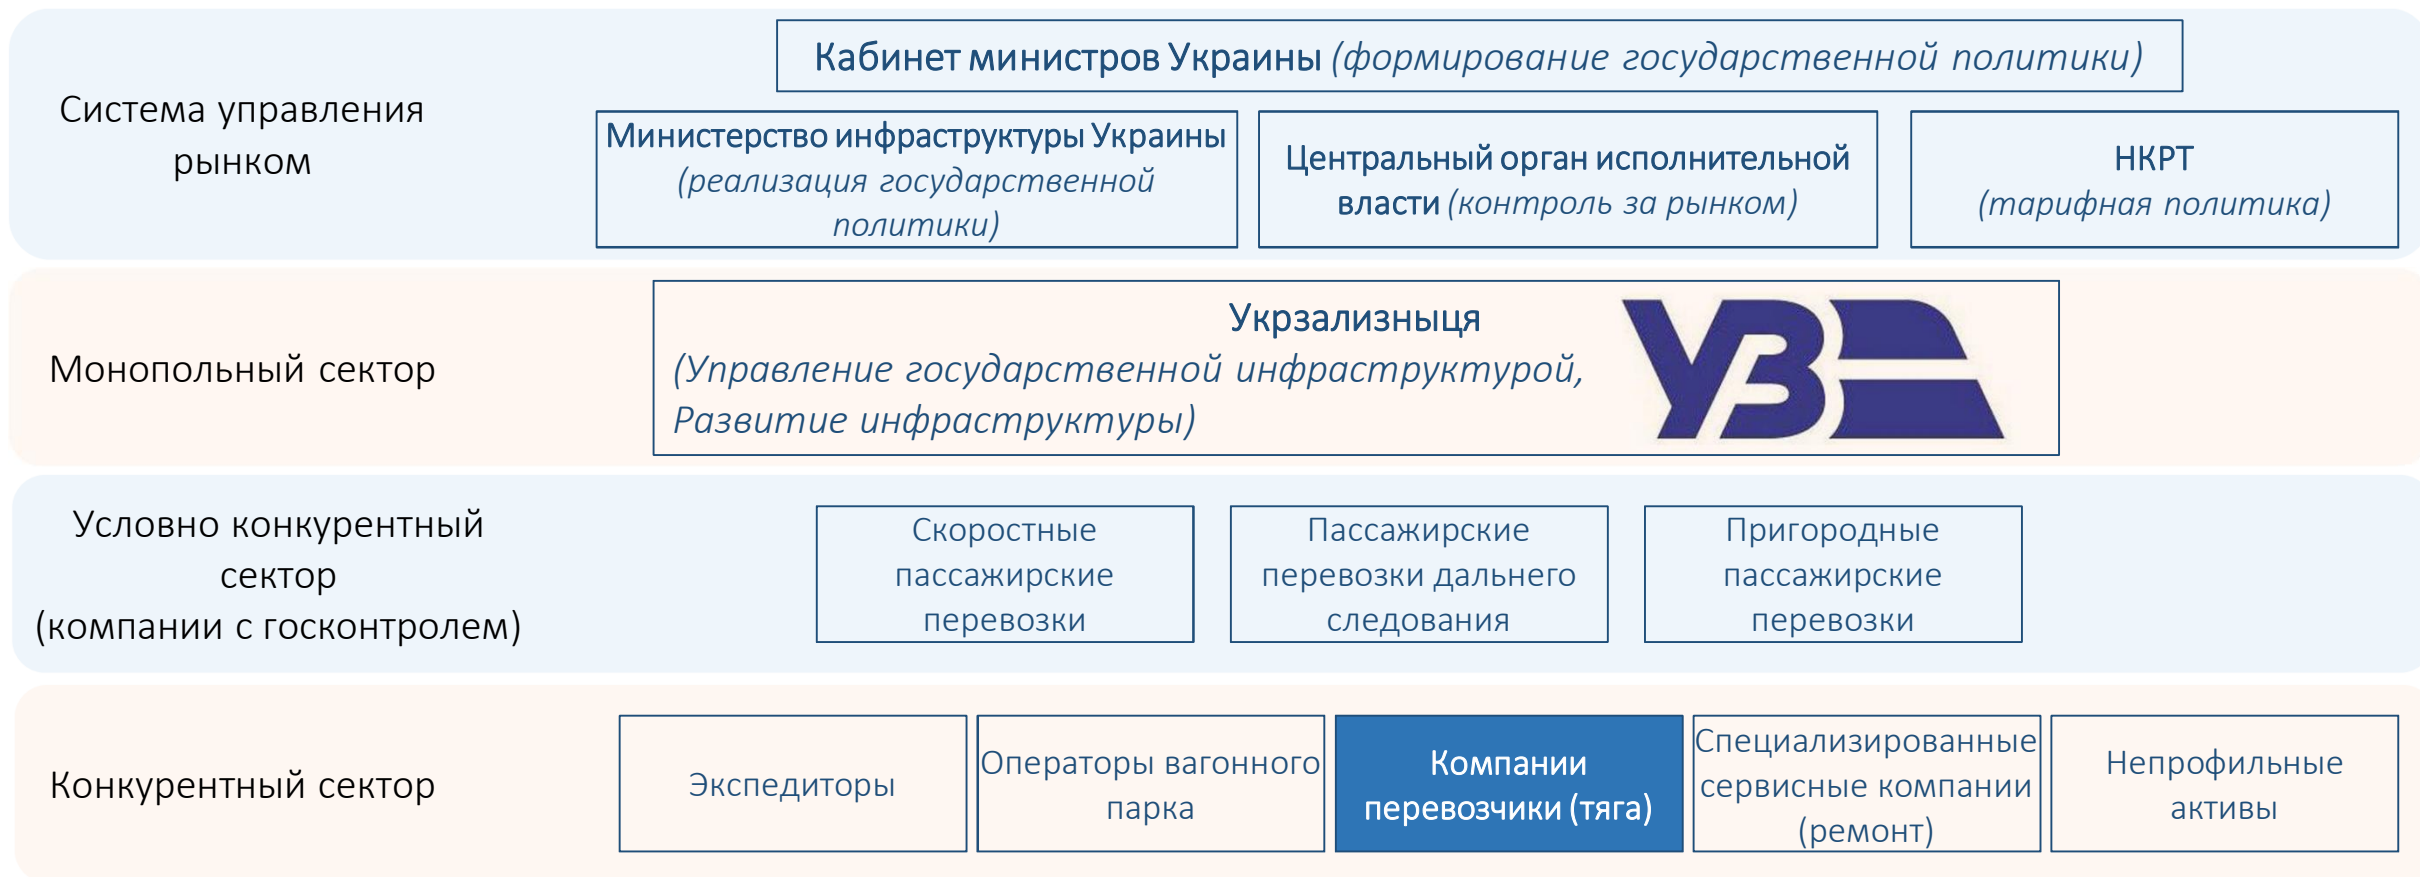 Кабинет министров Украины (формирование государственной политики)
Система управления
рынком
Министерство инфраструктуры Украины
(реализация государственной
политики)
Центральный орган исполнительной
власти (контроль за рынком)
НКРТ
(тарифная политика)
Монопольный сектор
Укрзализныця
(Управление государственной инфраструктурой,
Развитие инфраструктуры)
УЗ
Условно конкурентный
сектор
(компании с госконтролем)
Скоростные
пассажирские
перевозки
Пассажирские
перевозки дальнего
следования
Пригородные
пассажирские
перевозки
Конкурентный сектор
Экспедиторы
Операторы вагонного
парка
Компании
перевозчики (тяга)
Специализированные
сервисные компании
(ремонт)
Непрофильные
активы